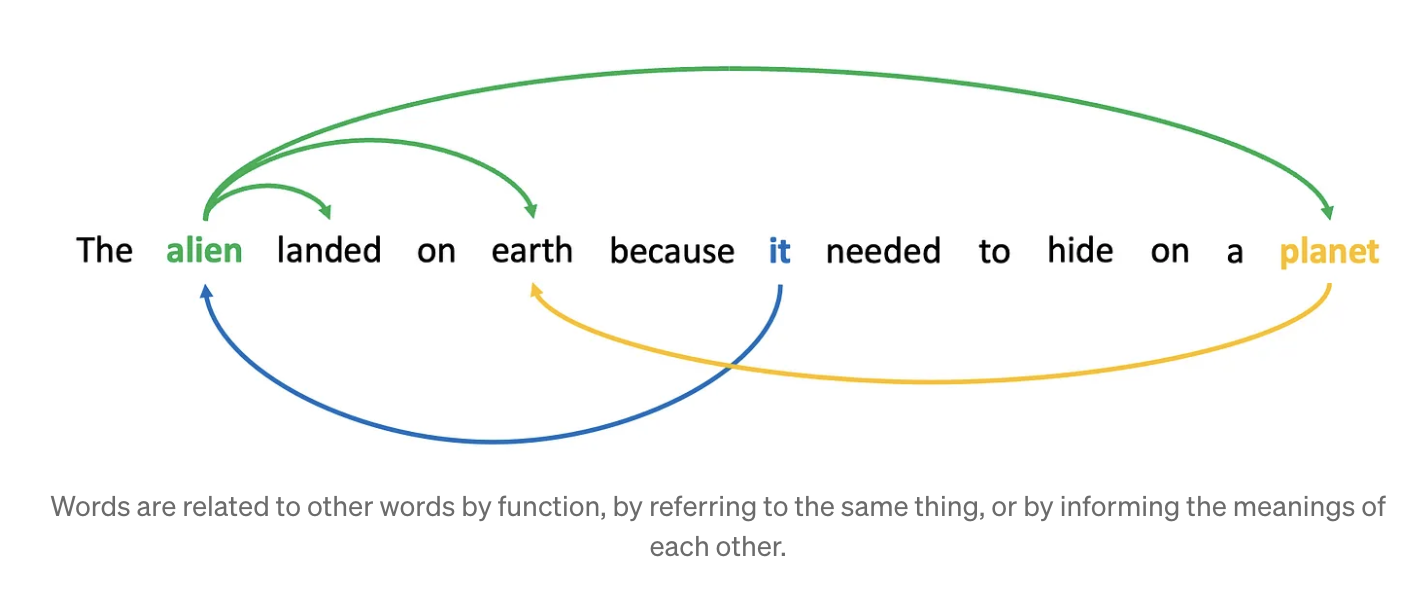 The alien landed on earth because it needed to hide on a planet
Words are related to other words by function, by referring to the same thing, or by informing the meanings of
each other.